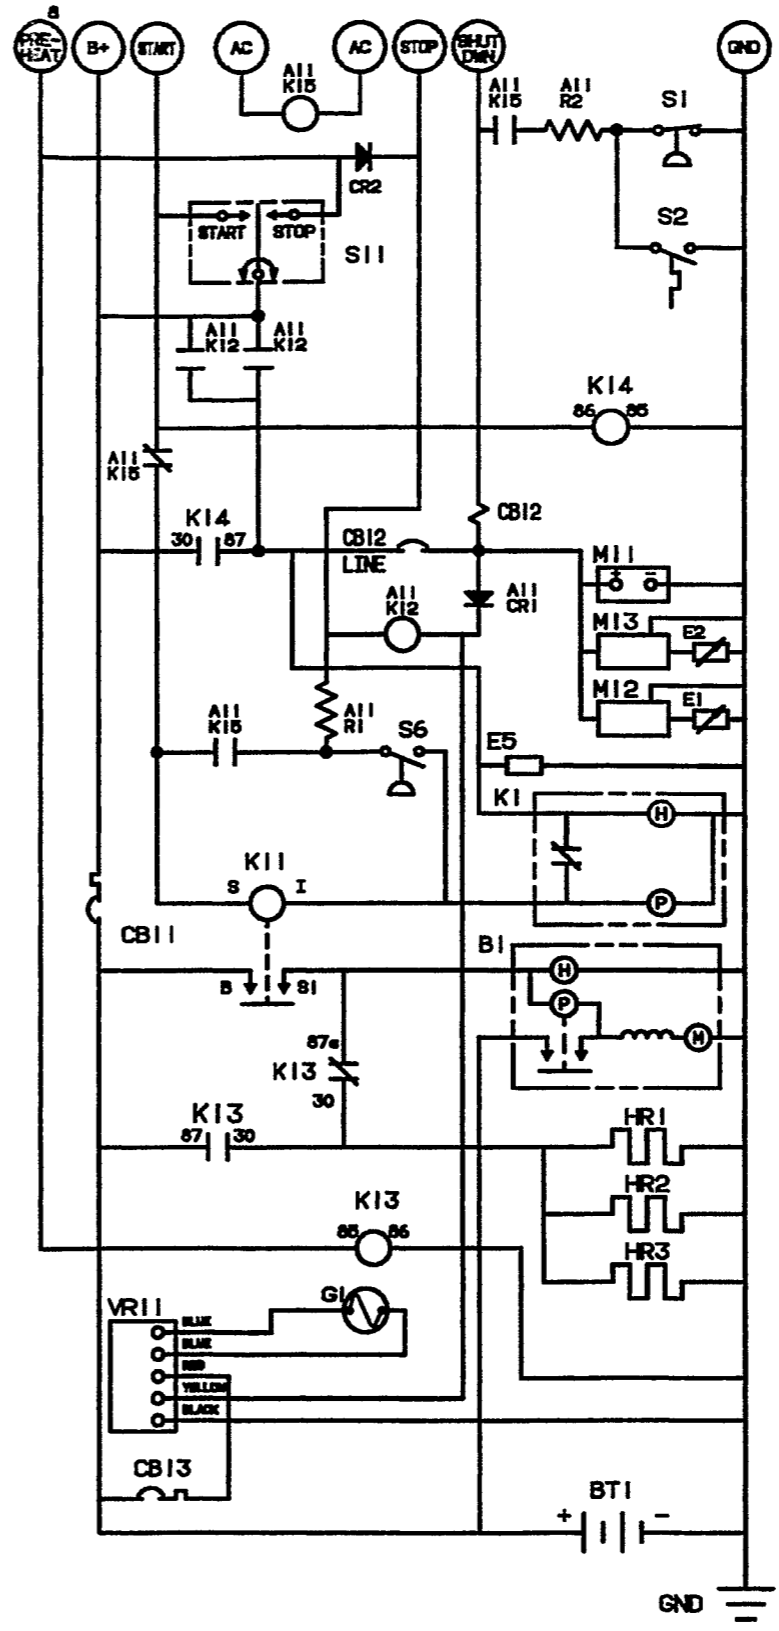 a
PRE-
HEAT
B+
START
AC
AC
STOP
SHUT
DWN
GND
A11
K15
A11
K15
A11
R2
S1
CR2
S2
START
STOP
S11
A11
K12
A11
K12
K14
86
85
A11
K15
K14
30
87
CB12
LINE
CB12
M11
+
-
A11
K12
A11
CR1
M13
E2
M12
E1
A11
K15
A11
R1
S6
E5
K1
H
K11
S
I
P
CB11
B1
B
S1
H
P
M
87a
K13
30
K13
87
30
HR1
HR2
HR3
K13
85
86
VR11
G1
BLUE
BLUE
RED
YELLOW
BLACK
CB13
BT1
+
-
GND